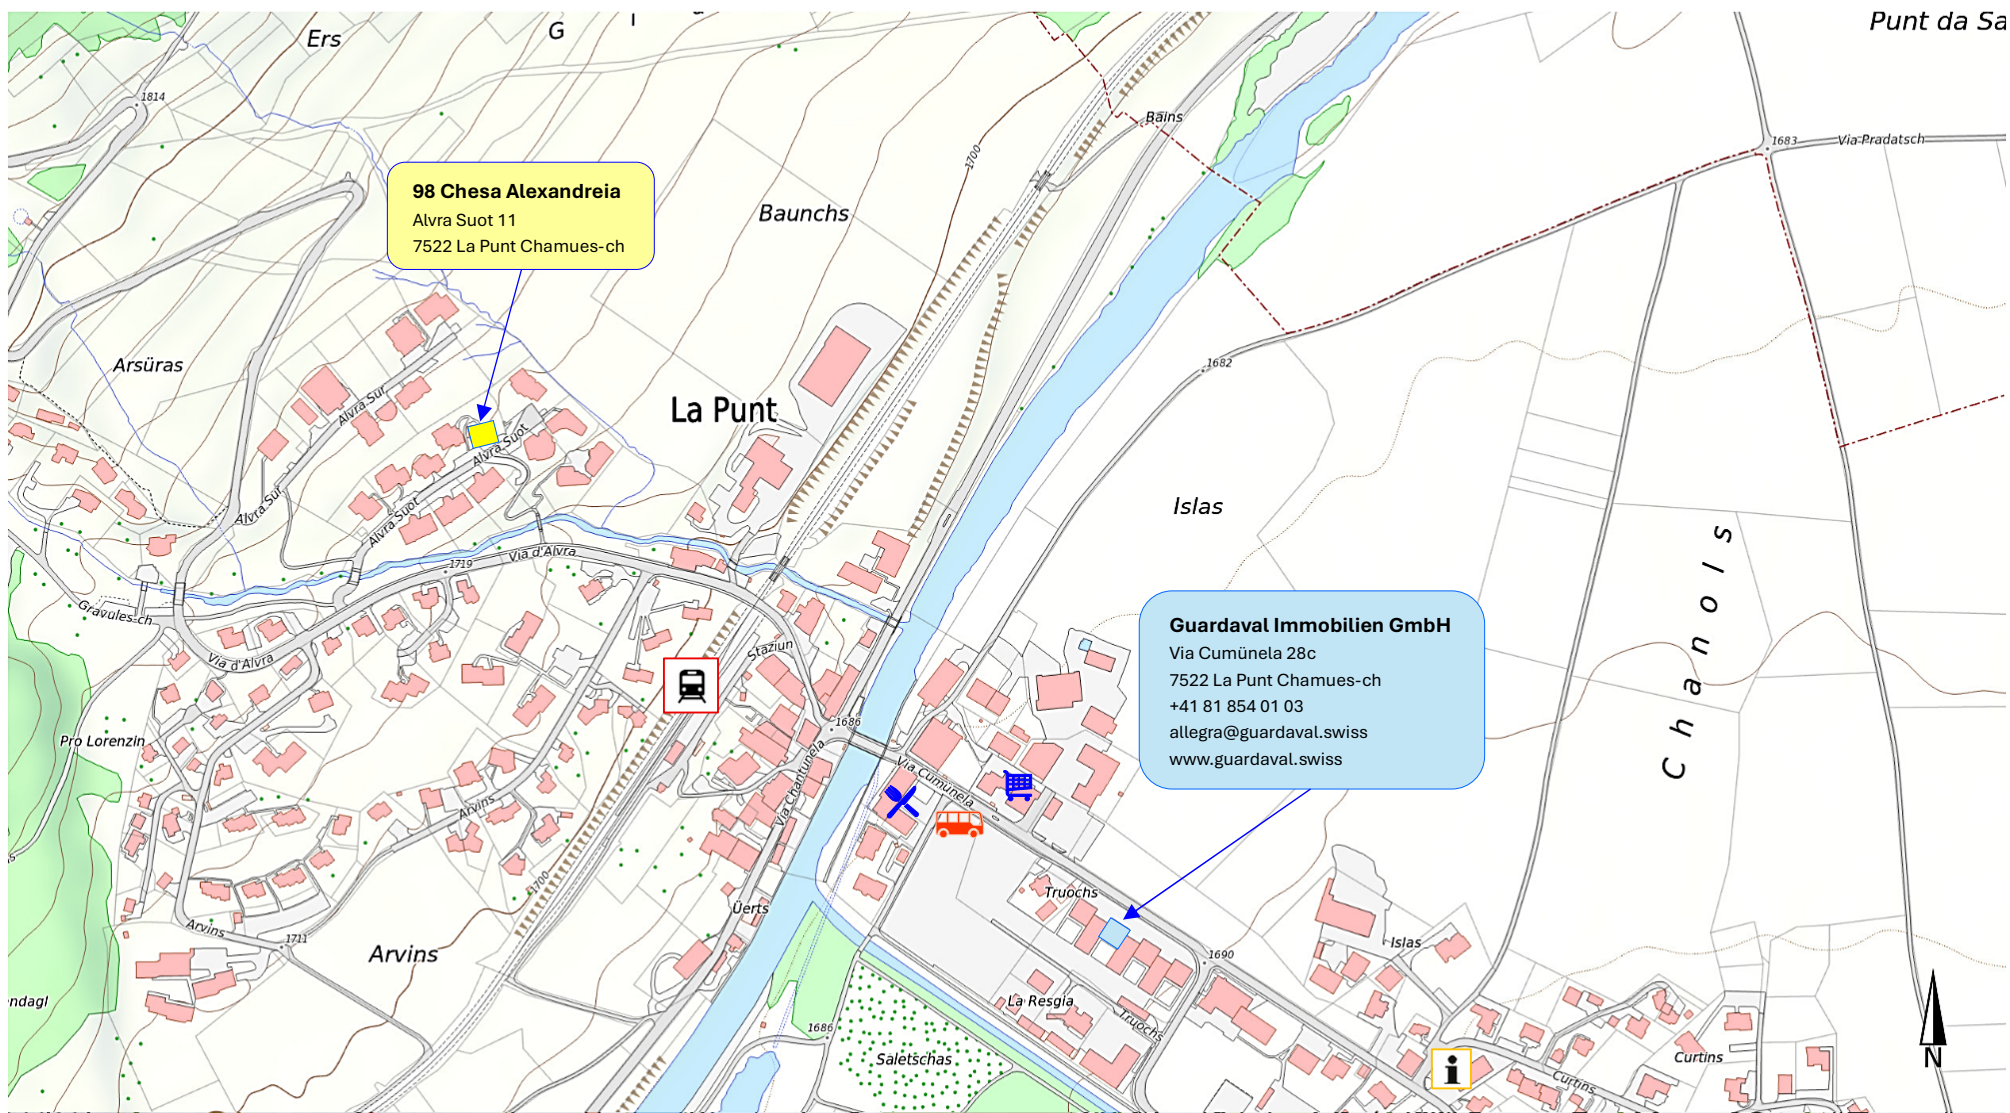 Punt da Sa
Ers
G
1814
Bains
1683
Via Pradatsch
1700
98 Chesa Alexandreia
Alvra Suot 11
7522 La Punt Chamues-ch
Baunchs
Arsüras
1682
Alvra Sur
La Punt
Alvra Suot
Islas
Alvra Sur
Alvra Suot
Chanols
Via d'Alvra
1719
Gravules-ch
Via d'Alvra
Staziun
Guardaval Immobilien GmbH
Via Cumünela 28c
7522 La Punt Chamues-ch
+41 81 854 01 03
allegra@guardaval.swiss
www.guardaval.swiss
1686
Pro Lorenzin
Via Chantunela
Via Cumünela
Arvins
1700
Truochs
Üerts
Arvins
1711
Arvins
Islas
1690
ndagl
La Resgia
Truochs
1686
Saletschas
Curtins
Curtins
i
N